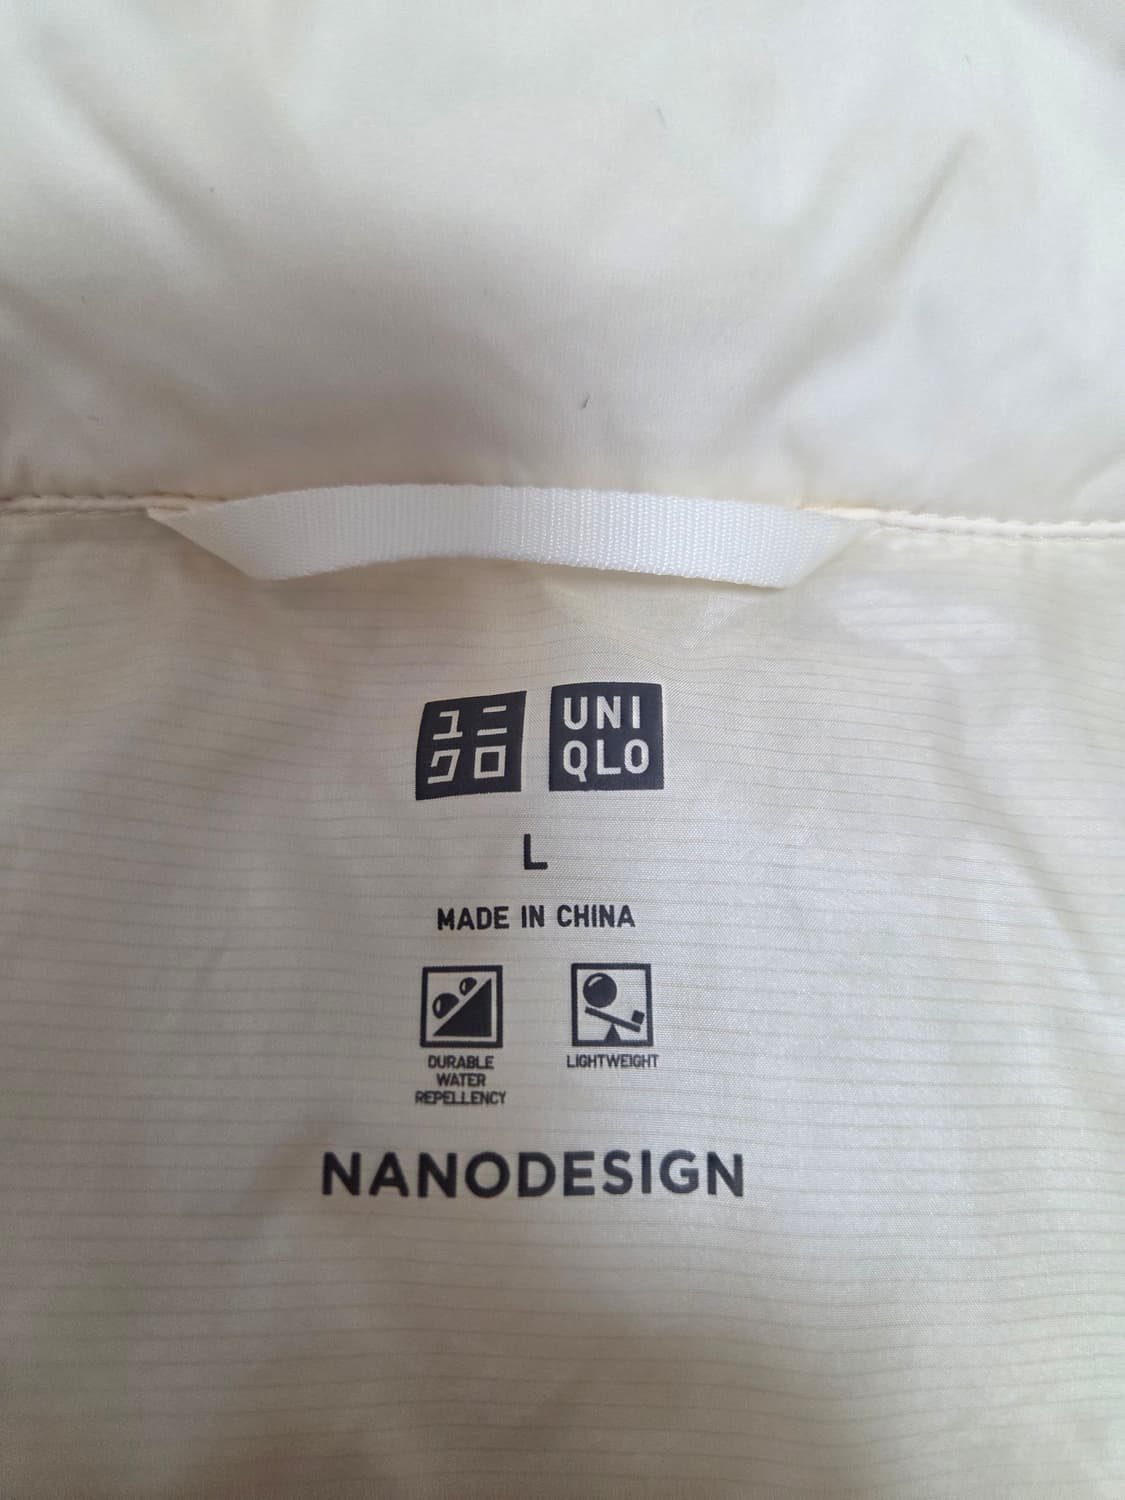 ユニ
クロ
UNI
QLO
L
MADE IN CHINA
DURABLE
WATER
REPELLENCY
LIGHTWEIGHT
NANODESIGN